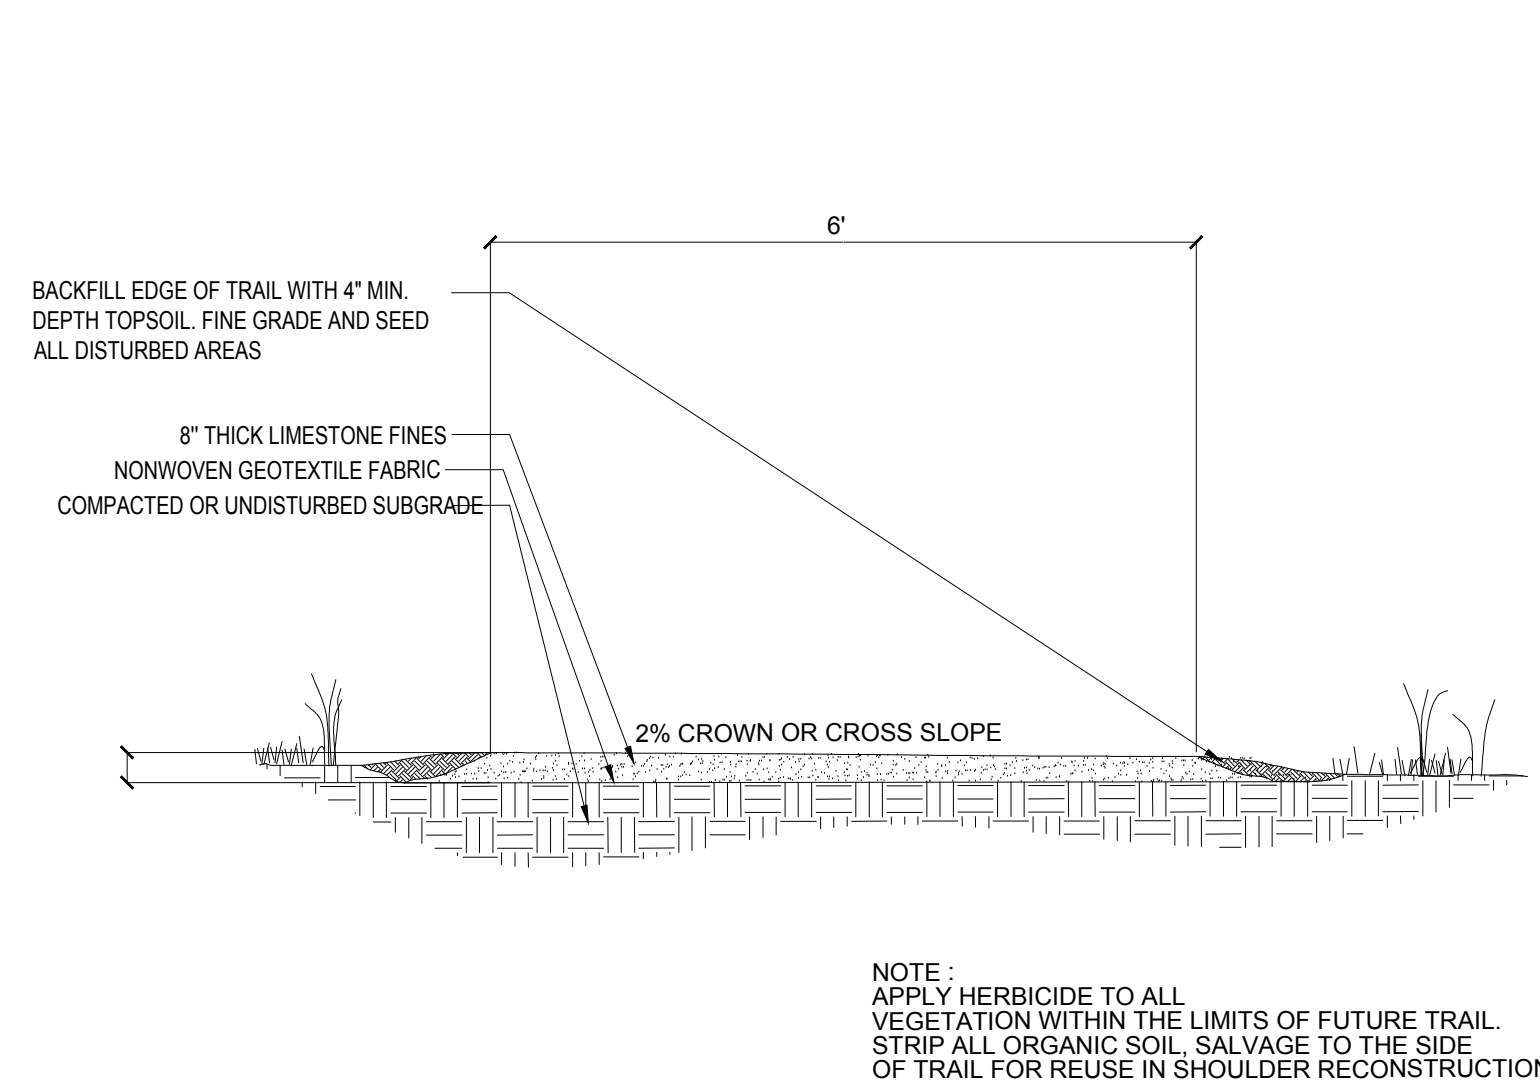 6'
BACKFILL EDGE OF TRAIL WITH 4" MIN.
DEPTH TOPSOIL. FINE GRADE AND SEED
ALL DISTURBED AREAS
8" THICK LIMESTONE FINES
NONWOVEN GEOTEXTILE FABRIC
COMPACTED OR UNDISTURBED SUBGRADE
2% CROWN OR CROSS SLOPE
NOTE :
APPLY HERBICIDE TO ALL
VEGETATION WITHIN THE LIMITS OF FUTURE TRAIL.
STRIP ALL ORGANIC SOIL, SALVAGE TO THE SIDE
OF TRAIL FOR REUSE IN SHOULDER RECONSTRUCTION